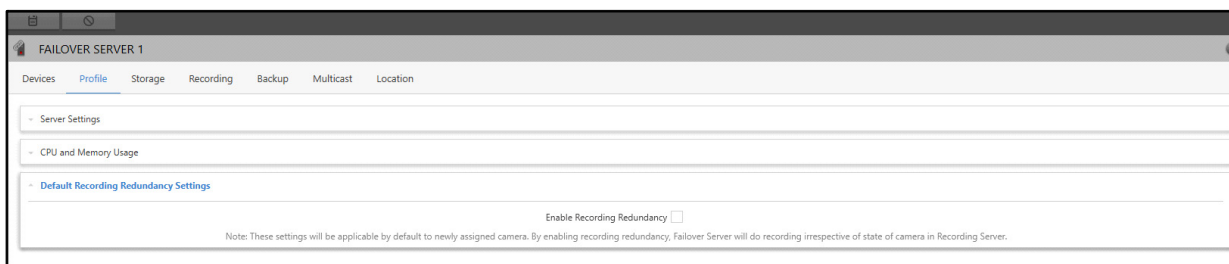 FAILOVER SERVER 1
Devices Profile Storage Recording Backup Multicast Location
Server Settings
CPU and Memory Usage
Default Recording Redundancy Settings
Enable Recording Redundancy
Note: These settings will be applicable by default to newly assigned camera. By enabling recording redundancy, Failover Server will do recording irrespective of state of camera in Recording Server.